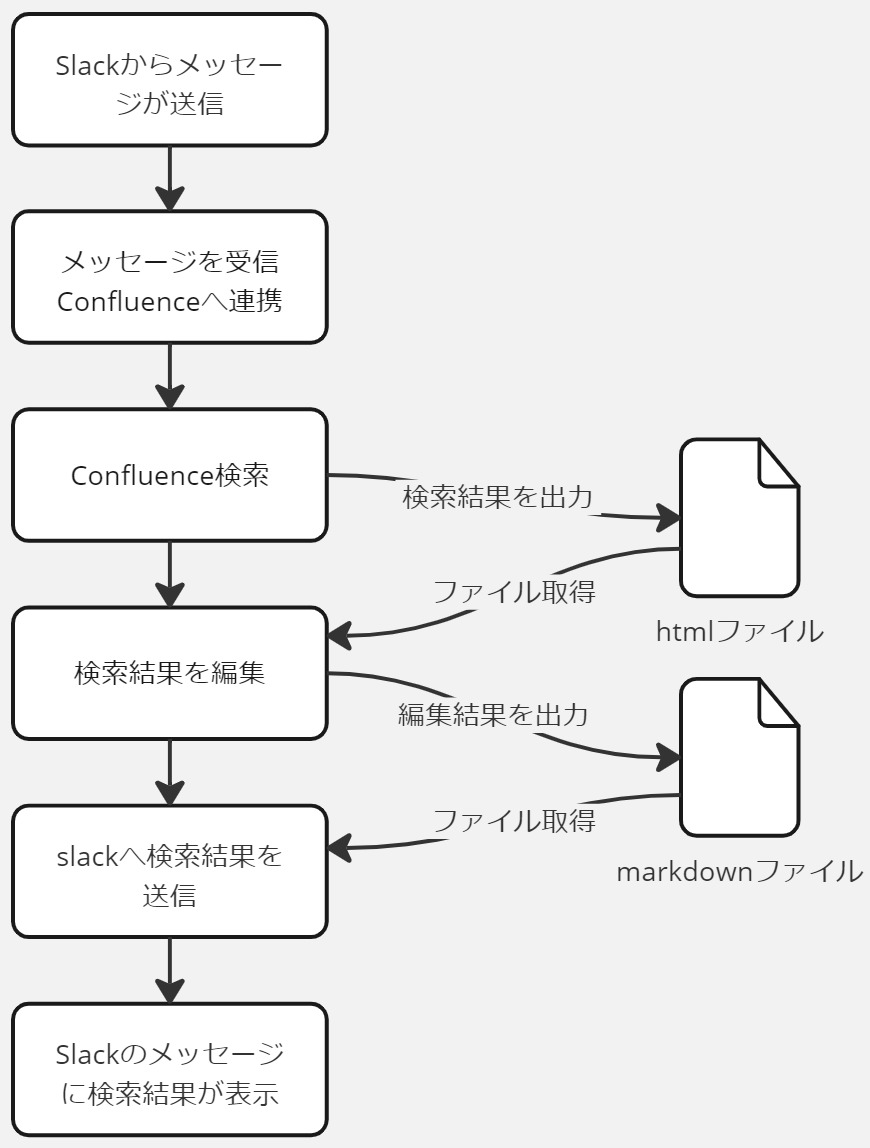 Slackからメッセー
ジが送信
メッセージを受信
Confluenceへ連携
Confluence検索
検索結果を出力
ファイル取得
htmlファイル
検索結果を編集
編集結果を出力
ファイル取得
markdownファイル
slackへ検索結果を
送信
Slackのメッセージ
に検索結果が表示